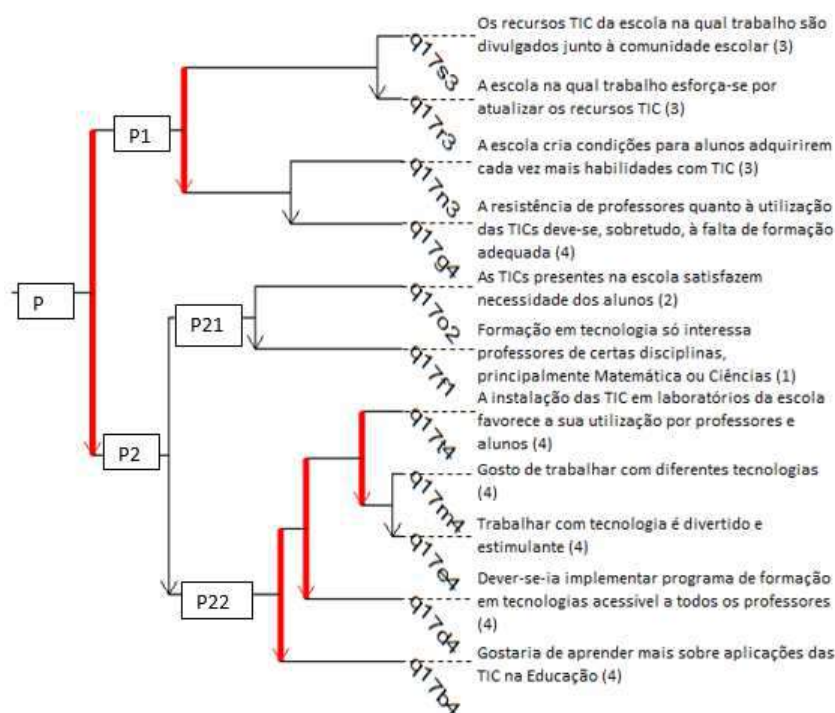 Os recursos TIC da escola na qual trabalho são
divulgados junto à comunidade escolar (3)
q17s3
A escola na qual trabalho esforça-se por
atualizar os recursos TIC (3)
q17r3
P1
A escola cria condições para alunos adquirirem
cada vez mais habilidades com TIC (3)
q17n3
A resistência de professores quanto à utilização
das TICs deve-se, sobretudo, à falta de formação
adequada (4)
q17g4
P
As TICs presentes na escola satisfazem
necessidade dos alunos (2)
q17o2
P21
Formação em tecnologia só interessa
professores de certas disciplinas,
principalmente Matemática ou Ciências (1)
q17f1
A instalação das TIC em laboratórios da escola
favorece a sua utilização por professores e
alunos (4)
q17t4
P2
Gosto de trabalhar com diferentes tecnologias
(4)
q17m4
Trabalhar com tecnologia é divertido e
estimulante (4)
q17e4
P22
Dever-se-ia implementar programa de formação
em tecnologias acessível a todos os professores
(4)
q17d4
Gostaria de aprender mais sobre aplicações das
TIC na Educação (4)
q17b4